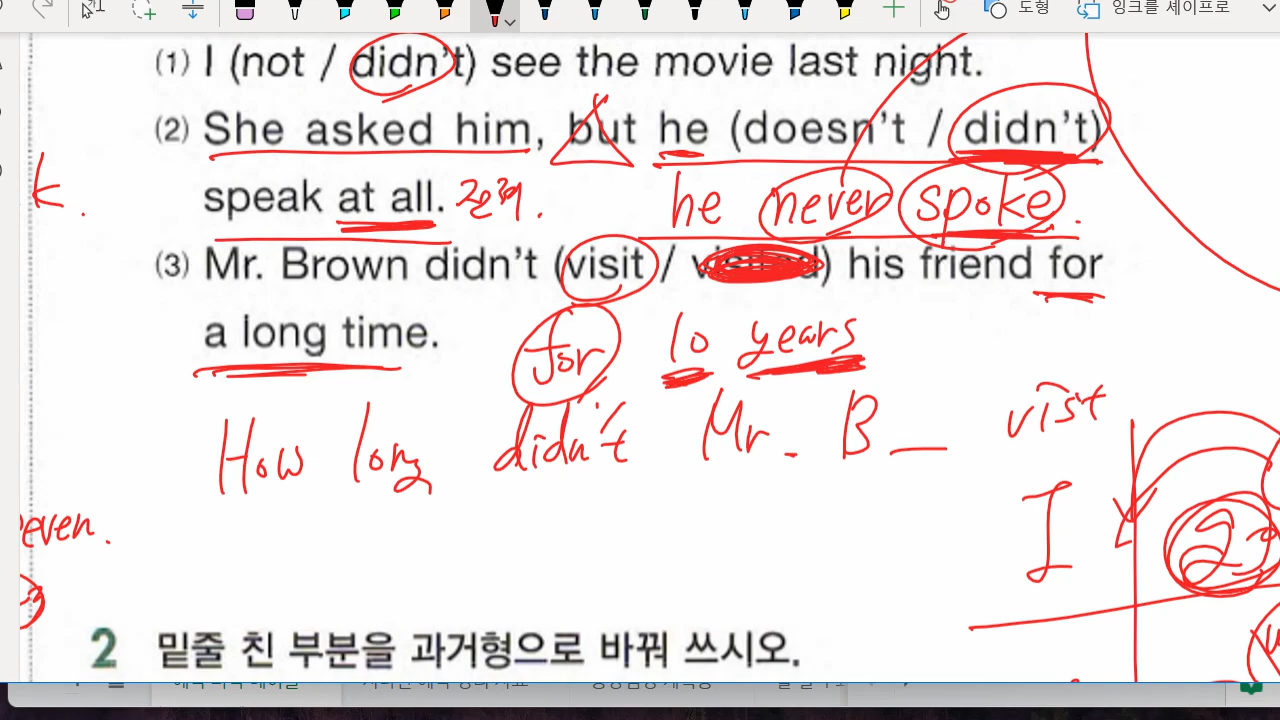 도형 잉크를 셰이프로
(1) I (not / didn't) see the movie last night.
(2) She asked him, but he (doesn't / didn't)
speak at all. 전혀. he never spoke.
k.
(3) Mr. Brown didn't (visit / visited) his friend for
a long time. for 10 years
How long didn't Mr. B_ visit
I
even.
2 밑줄 친 부분을 과거형으로 바꿔 쓰시오.